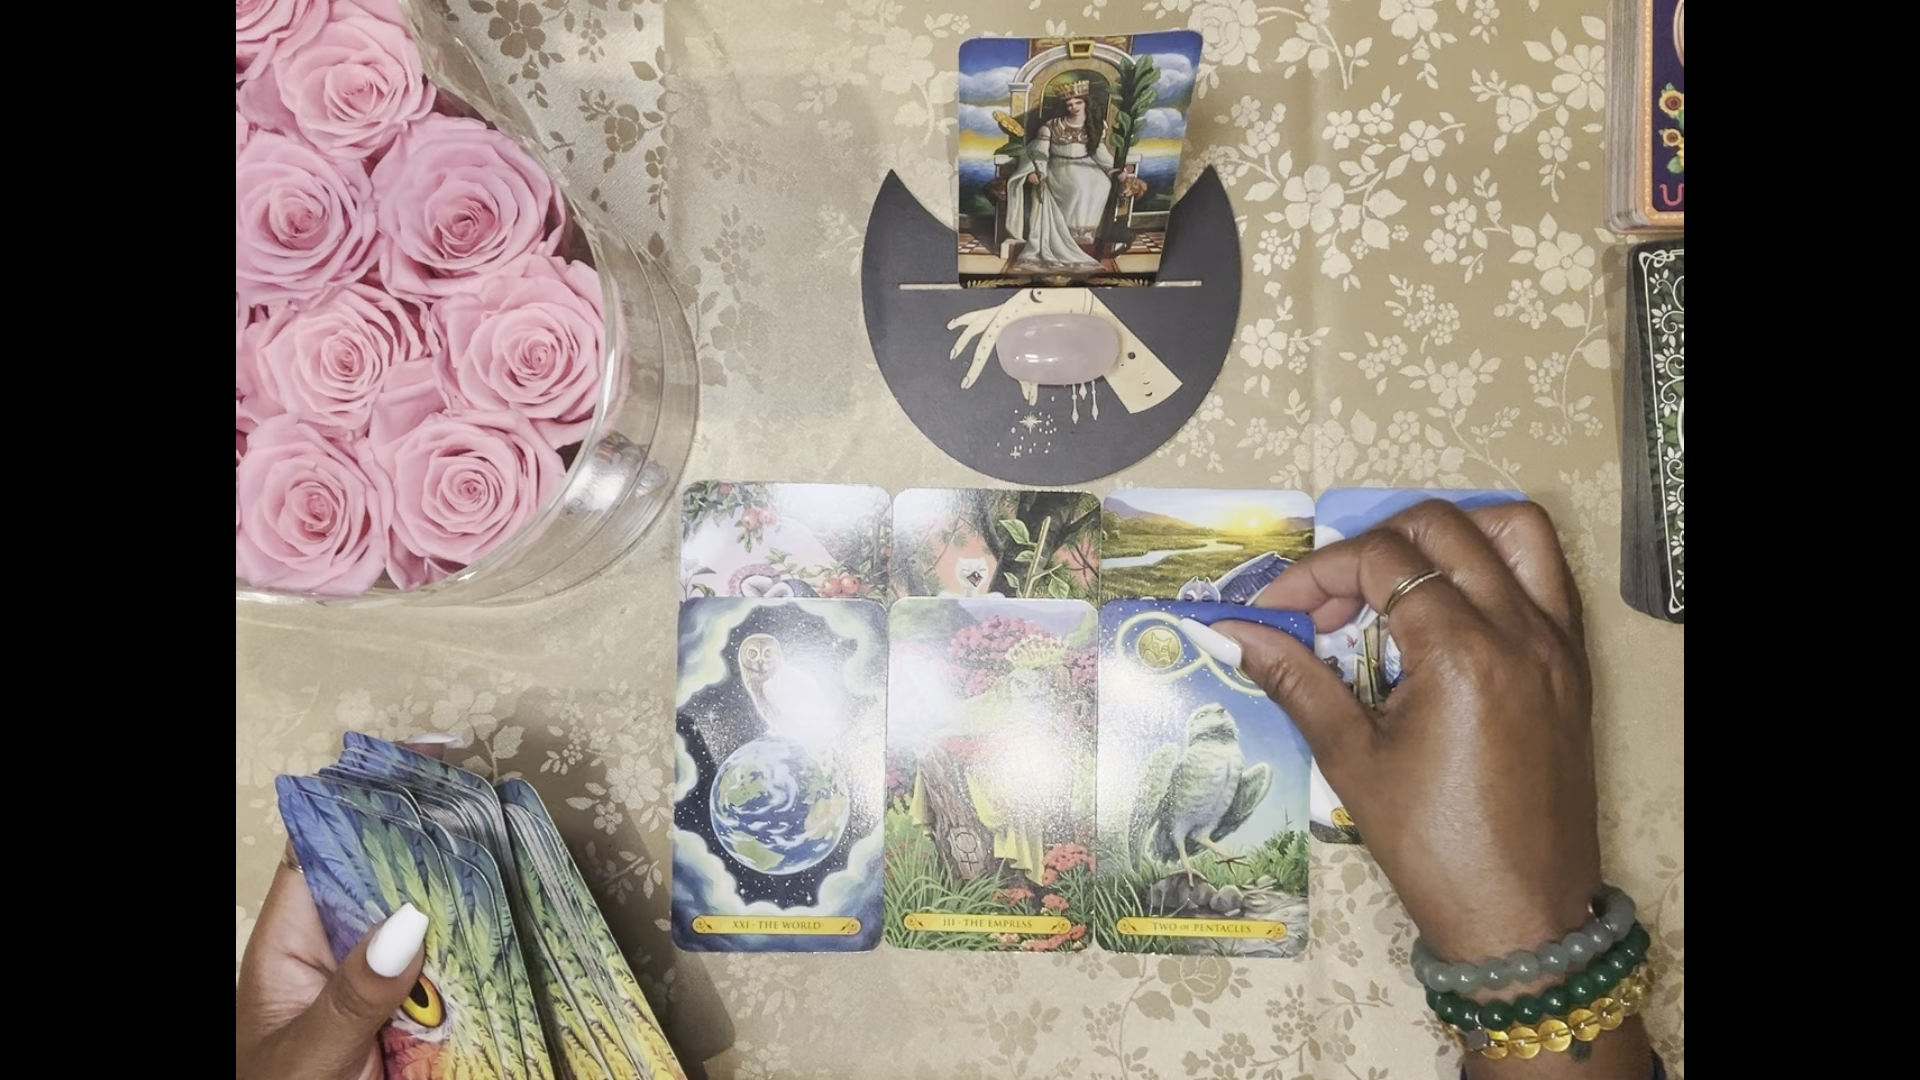 XXI - THE WORLD
III - THE EMPRESS
TWO OF PENTACLES